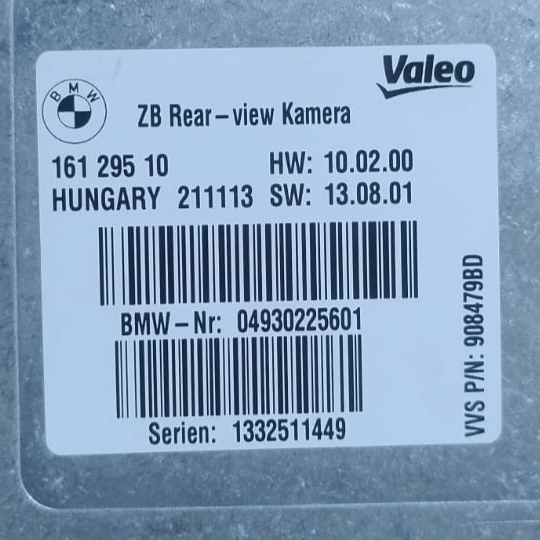 BMW
Valeo
ZB Rear-view Kamera
161 295 10 HW: 10.02.00
HUNGARY 211113 SW: 13.08.01
BMW-Nr: 04930225601
Serien: 1332511449
VVS P/N: 908479BD